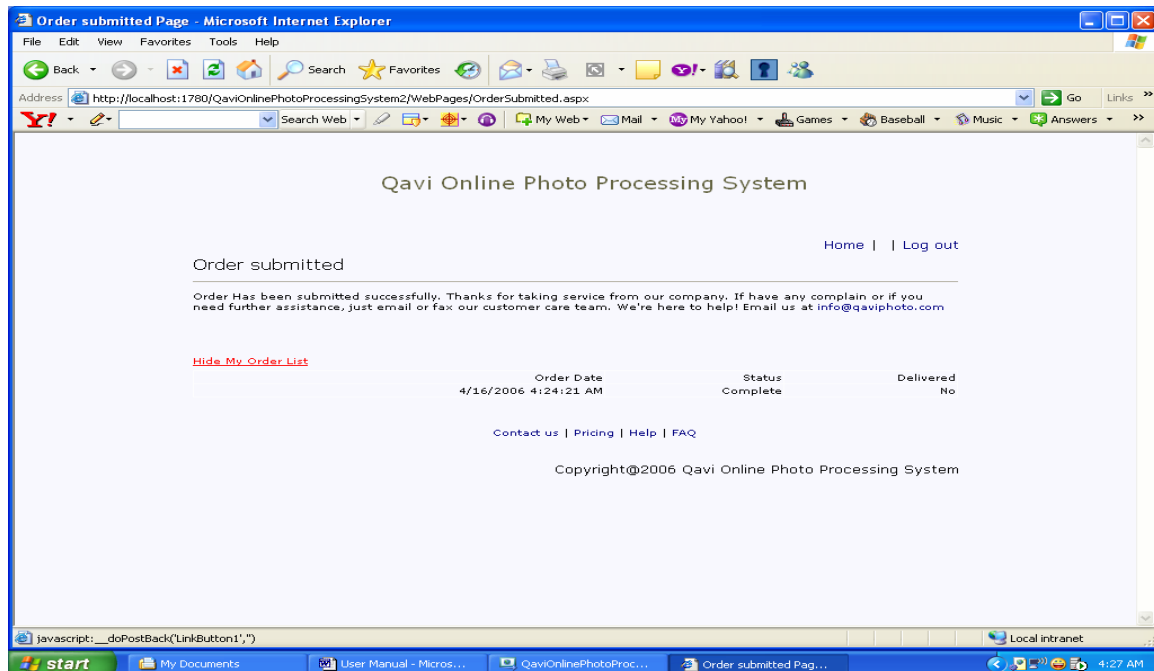 Order submitted Page - Microsoft Internet Explorer
File Edit View Favorites Tools Help
Back Search Favorites
Address http://localhost:1780/QaviOnlinePhotoProcessingSystem2/WebPages/OrderSubmitted.aspx Go Links »
Y! Search Web My Web Mail My Yahoo! Games Baseball Music Answers »
Qavi Online Photo Processing System
Home | | Log out
Order submitted
Order Has been submitted successfully. Thanks for taking service from our company. If have any complain or if you
need further assistance, just email or fax our customer care team. We're here to help! Email us at info@qaviphoto.com
Hide My Order List
Order Date Status Delivered
4/16/2006 4:24:21 AM Complete No
Contact us | Pricing | Help | FAQ
Copyright@2006 Qavi Online Photo Processing System
javascript:__doPostBack('LinkButton1','') Local intranet
start My Documents User Manual - Micros... QaviOnlinePhotoProc... Order submitted Pag... 4:27 AM